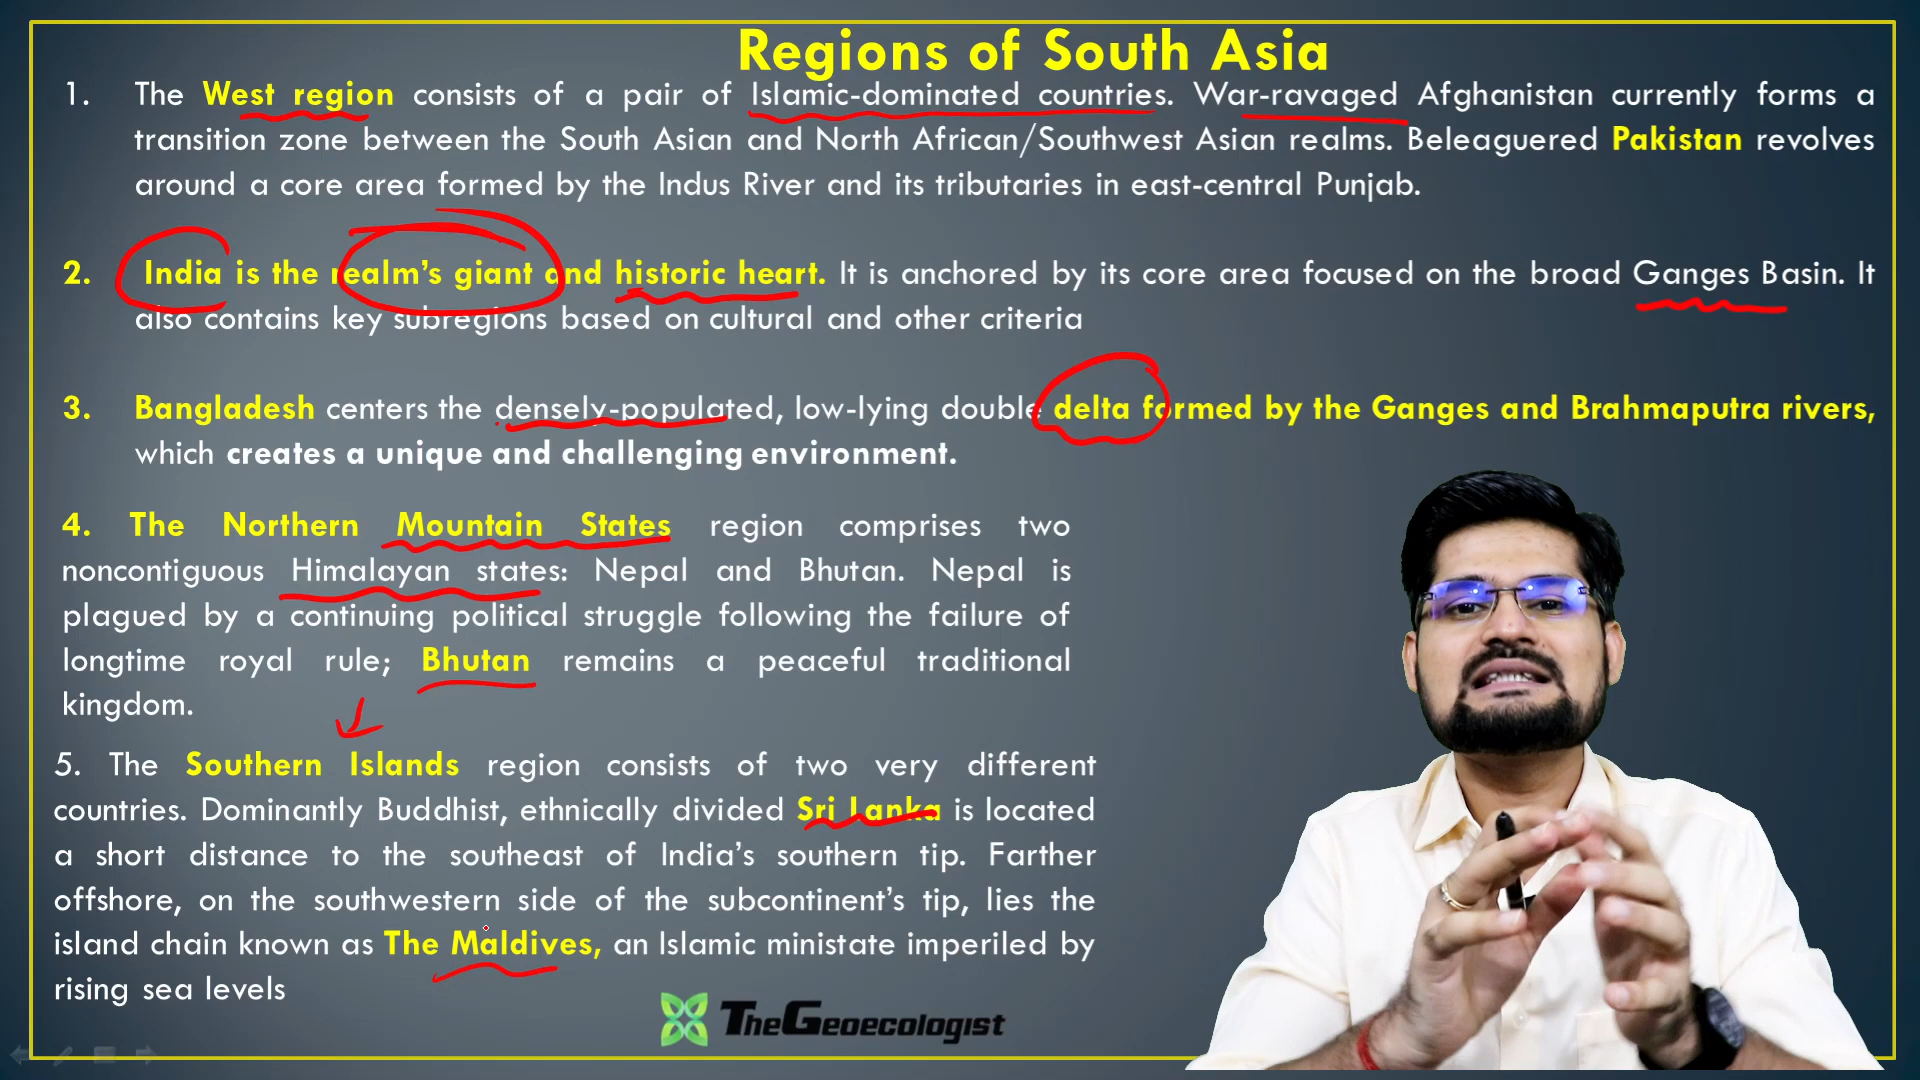 Regions of South Asia
1. The West region consists of a pair of Islamic-dominated countries. War-ravaged Afghanistan currently forms a
transition zone between the South Asian and North African/Southwest Asian realms. Beleaguered Pakistan revolves
around a core area formed by the Indus River and its tributaries in east-central Punjab.
2. India is the realm's giant and historic heart. It is anchored by its core area focused on the broad Ganges Basin. It
also contains key subregions based on cultural and other criteria
3. Bangladesh centers the densely-populated, low-lying double delta formed by the Ganges and Brahmaputra rivers,
which creates a unique and challenging environment.
4. The Northern Mountain States region comprises two
noncontiguous Himalayan states: Nepal and Bhutan. Nepal is
plagued by a continuing political struggle following the failure of
longtime royal rule; Bhutan remains a peaceful traditional
kingdom.
5. The Southern Islands region consists of two very different
countries. Dominantly Buddhist, ethnically divided Sri Lanka is located
a short distance to the southeast of India's southern tip. Farther
offshore, on the southwestern side of the subcontinent's tip, lies the
island chain known as The Maldives, an Islamic ministate imperiled by
rising sea levels
TheGeoecologist